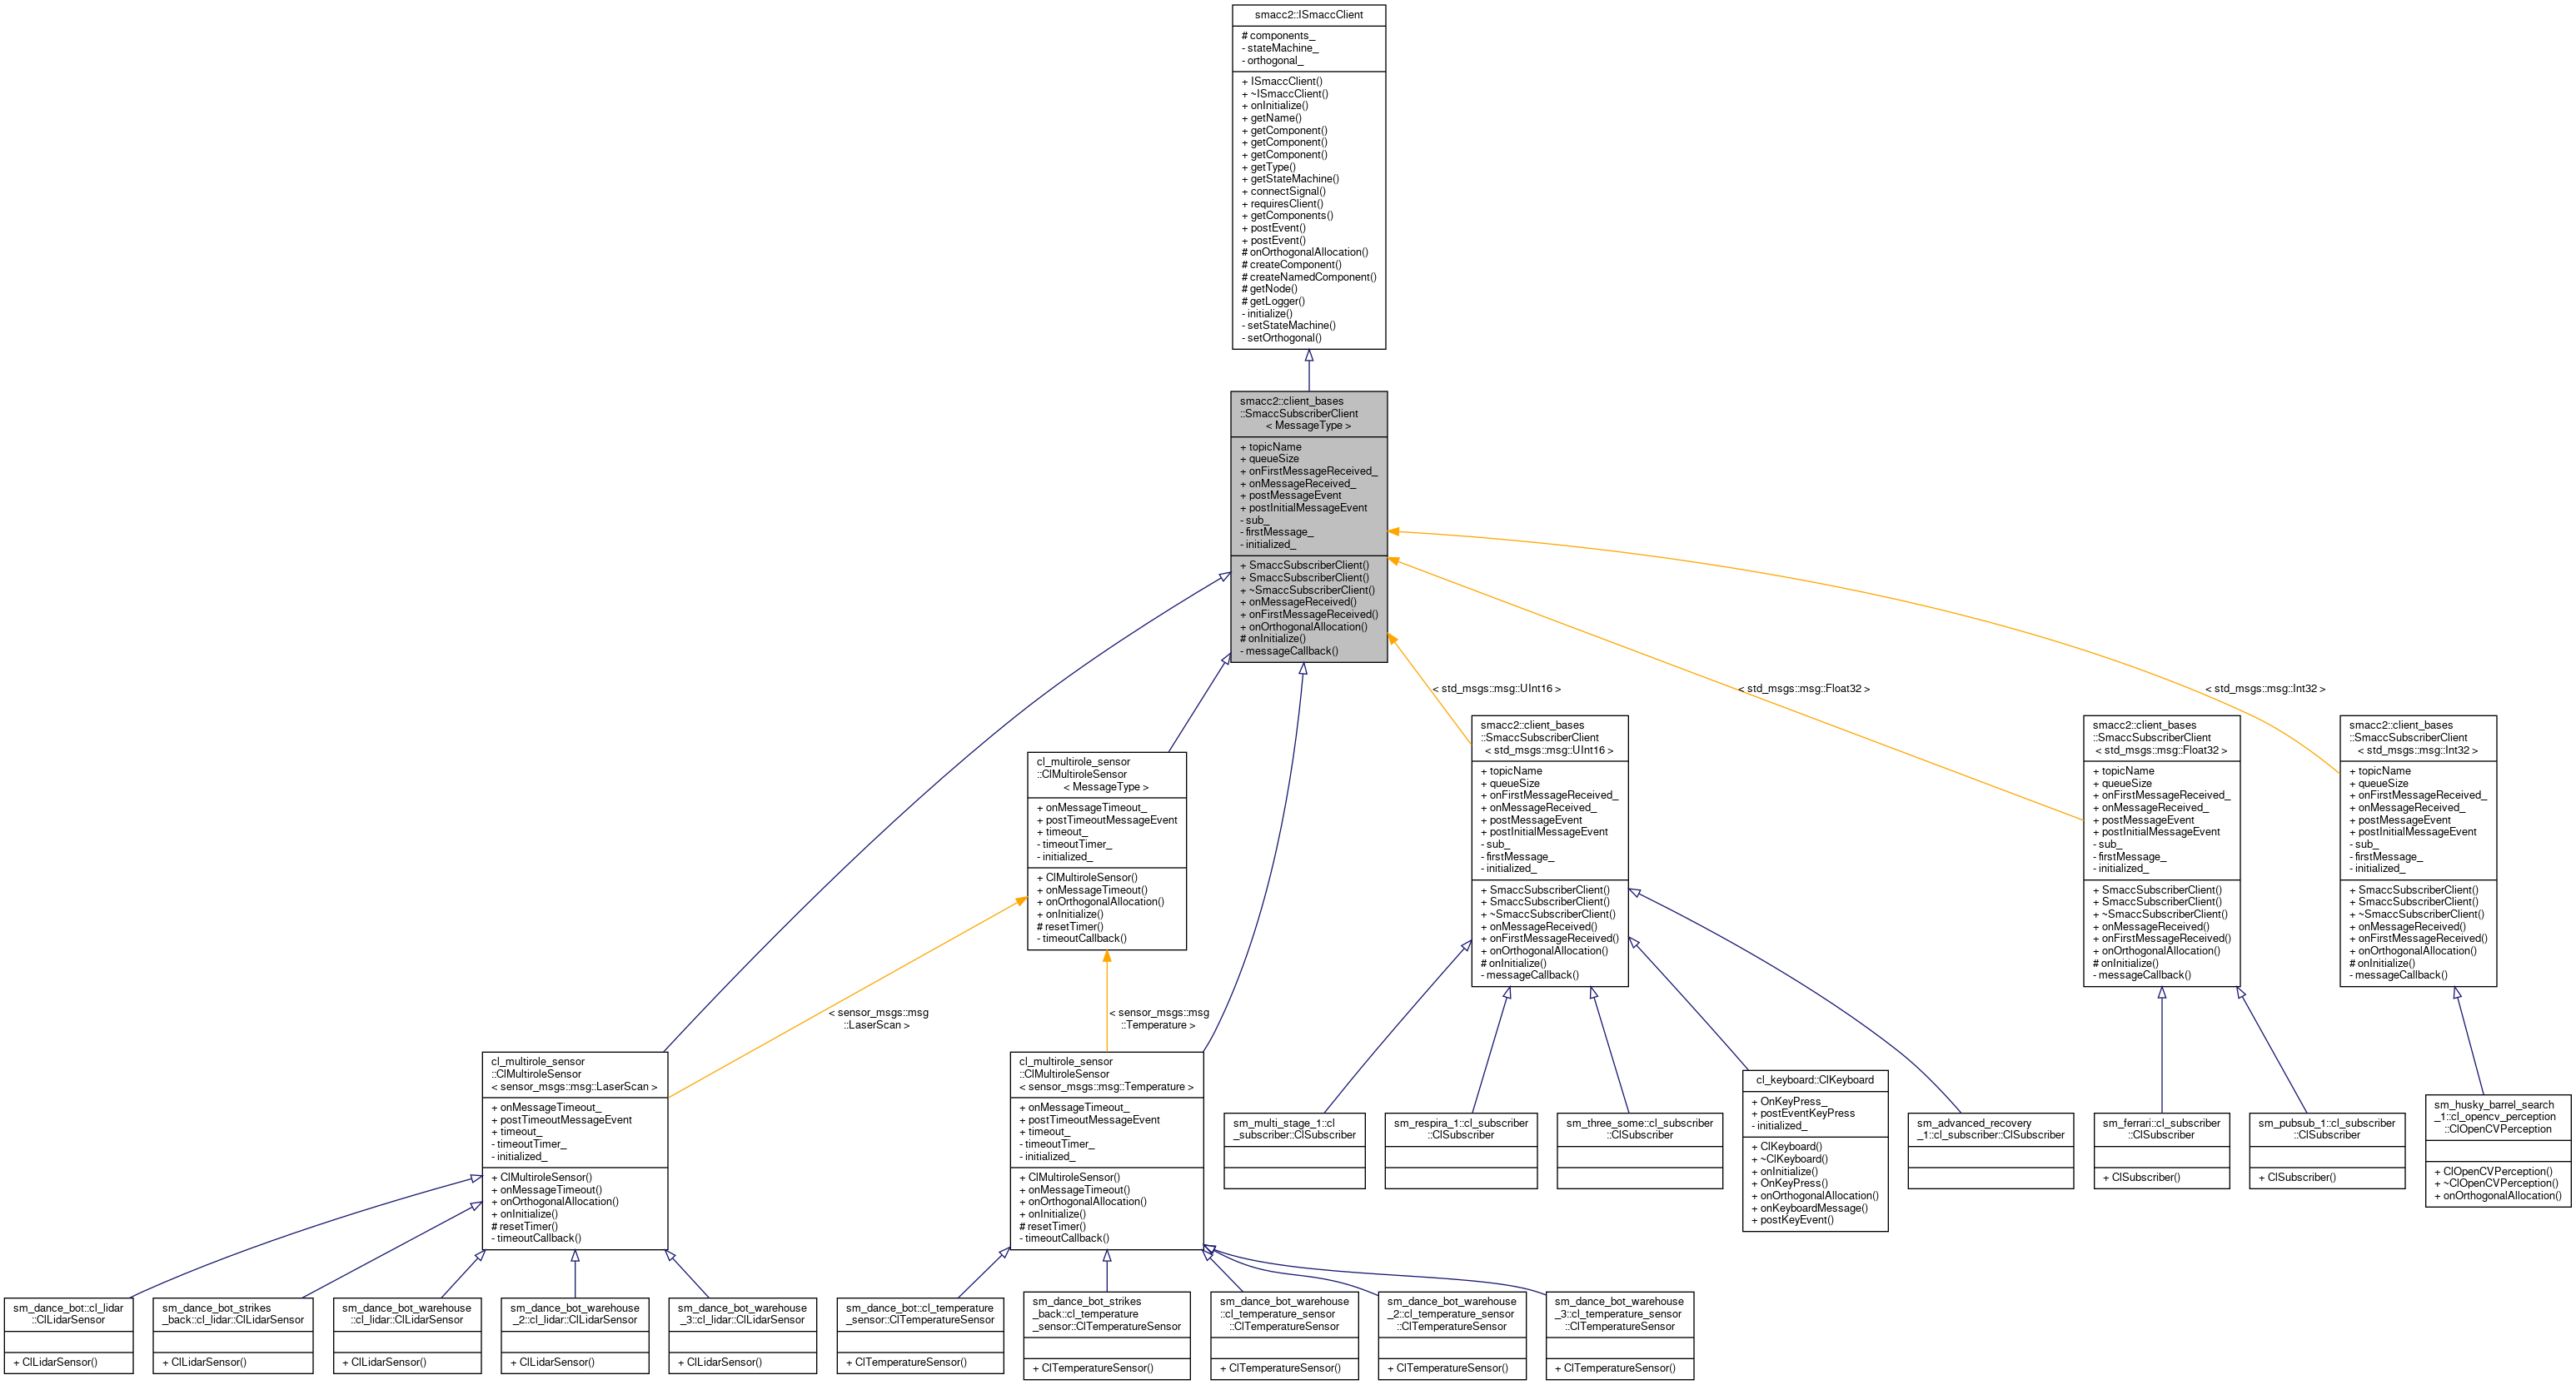 smacc2::ISmaccClient
# components_
- stateMachine_
- orthogonal_
+ ISmaccClient()
+ ~ISmaccClient()
+ onInitialize()
+ getName()
+ getComponent()
+ getComponent()
+ getComponent()
+ getType()
+ getStateMachine()
+ connectSignal()
+ requiresClient()
+ getComponents()
+ postEvent()
+ postEvent()
# onOrthogonalAllocation()
# createComponent()
# createNamedComponent()
# getNode()
# getLogger()
- initialize()
- setStateMachine()
- setOrthogonal()
smacc2::client_bases
::SmaccSubscriberClient
< MessageType >
+ topicName
+ queueSize
+ onFirstMessageReceived_
+ onMessageReceived_
+ postMessageEvent
+ postInitialMessageEvent
- sub_
- firstMessage_
- initialized_
+ SmaccSubscriberClient()
+ SmaccSubscriberClient()
+ ~SmaccSubscriberClient()
+ onMessageReceived()
+ onFirstMessageReceived()
+ onOrthogonalAllocation()
# onInitialize()
- messageCallback()
< std_msgs::msg::UInt16 >
< std_msgs::msg::Float32 >
< std_msgs::msg::Int32 >
cl_multirole_sensor
::ClMultiroleSensor
< MessageType >
+ onMessageTimeout_
+ postTimeoutMessageEvent
+ timeout_
- timeoutTimer_
- initialized_
+ ClMultiroleSensor()
+ onMessageTimeout()
+ onOrthogonalAllocation()
+ onInitialize()
# resetTimer()
- timeoutCallback()
smacc2::client_bases
::SmaccSubscriberClient
< std_msgs::msg::UInt16 >
+ topicName
+ queueSize
+ onFirstMessageReceived_
+ onMessageReceived_
+ postMessageEvent
+ postInitialMessageEvent
- sub_
- firstMessage_
- initialized_
+ SmaccSubscriberClient()
+ SmaccSubscriberClient()
+ ~SmaccSubscriberClient()
+ onMessageReceived()
+ onFirstMessageReceived()
+ onOrthogonalAllocation()
# onInitialize()
- messageCallback()
smacc2::client_bases
::SmaccSubscriberClient
< std_msgs::msg::Float32 >
+ topicName
+ queueSize
+ onFirstMessageReceived_
+ onMessageReceived_
+ postMessageEvent
+ postInitialMessageEvent
- sub_
- firstMessage_
- initialized_
+ SmaccSubscriberClient()
+ SmaccSubscriberClient()
+ ~SmaccSubscriberClient()
+ onMessageReceived()
+ onFirstMessageReceived()
+ onOrthogonalAllocation()
# onInitialize()
- messageCallback()
smacc2::client_bases
::SmaccSubscriberClient
< std_msgs::msg::Int32 >
+ topicName
+ queueSize
+ onFirstMessageReceived_
+ onMessageReceived_
+ postMessageEvent
+ postInitialMessageEvent
- sub_
- firstMessage_
- initialized_
+ SmaccSubscriberClient()
+ SmaccSubscriberClient()
+ ~SmaccSubscriberClient()
+ onMessageReceived()
+ onFirstMessageReceived()
+ onOrthogonalAllocation()
# onInitialize()
- messageCallback()
< sensor_msgs::msg
::LaserScan >
< sensor_msgs::msg
::Temperature >
cl_multirole_sensor
::ClMultiroleSensor
< sensor_msgs::msg::LaserScan >
+ onMessageTimeout_
+ postTimeoutMessageEvent
+ timeout_
- timeoutTimer_
- initialized_
+ ClMultiroleSensor()
+ onMessageTimeout()
+ onOrthogonalAllocation()
+ onInitialize()
# resetTimer()
- timeoutCallback()
cl_multirole_sensor
::ClMultiroleSensor
< sensor_msgs::msg::Temperature >
+ onMessageTimeout_
+ postTimeoutMessageEvent
+ timeout_
- timeoutTimer_
- initialized_
+ ClMultiroleSensor()
+ onMessageTimeout()
+ onOrthogonalAllocation()
+ onInitialize()
# resetTimer()
- timeoutCallback()
sm_multi_stage_1::cl
_subscriber::ClSubscriber
sm_respira_1::cl_subscriber
::ClSubscriber
sm_three_some::cl_subscriber
::ClSubscriber
cl_keyboard::ClKeyboard
+ OnKeyPress_
+ postEventKeyPress
- initialized_
+ ClKeyboard()
+ ~ClKeyboard()
+ onInitialize()
+ OnKeyPress()
+ onOrthogonalAllocation()
+ onKeyboardMessage()
+ postKeyEvent()
sm_advanced_recovery
_1::cl_subscriber::ClSubscriber
sm_ferrari::cl_subscriber
::ClSubscriber
+ ClSubscriber()
sm_pubsub_1::cl_subscriber
::ClSubscriber
+ ClSubscriber()
sm_husky_barrel_search
_1::cl_opencv_perception
::ClOpenCVPerception
+ ClOpenCVPerception()
+ ~ClOpenCVPerception()
+ onOrthogonalAllocation()
sm_dance_bot::cl_lidar
::ClLidarSensor
+ ClLidarSensor()
sm_dance_bot_strikes
_back::cl_lidar::ClLidarSensor
+ ClLidarSensor()
sm_dance_bot_warehouse
::cl_lidar::ClLidarSensor
+ ClLidarSensor()
sm_dance_bot_warehouse
_2::cl_lidar::ClLidarSensor
+ ClLidarSensor()
sm_dance_bot_warehouse
_3::cl_lidar::ClLidarSensor
+ ClLidarSensor()
sm_dance_bot::cl_temperature
_sensor::ClTemperatureSensor
+ ClTemperatureSensor()
sm_dance_bot_strikes
_back::cl_temperature
_sensor::ClTemperatureSensor
+ ClTemperatureSensor()
sm_dance_bot_warehouse
::cl_temperature_sensor
::ClTemperatureSensor
+ ClTemperatureSensor()
sm_dance_bot_warehouse
_2::cl_temperature_sensor
::ClTemperatureSensor
+ ClTemperatureSensor()
sm_dance_bot_warehouse
_3::cl_temperature_sensor
::ClTemperatureSensor
+ ClTemperatureSensor()